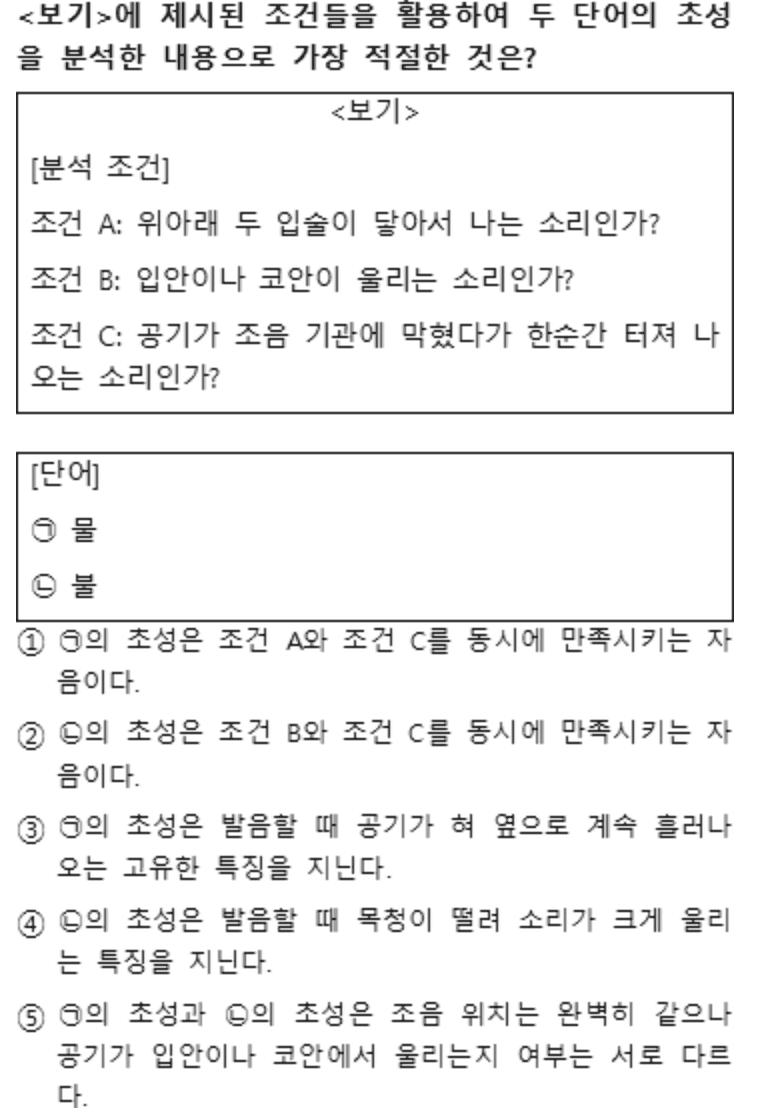 <보기>에 제시된 조건들을 활용하여 두 단어의 초성
을 분석한 내용으로 가장 적절한 것은?
<보기>
[분석 조건]
조건 A: 위아래 두 입술이 닿아서 나는 소리인가?
조건 B: 입안이나 코안이 울리는 소리인가?
조건 C: 공기가 조음 기관에 막혔다가 한순간 터져 나
오는 소리인가?
[단어]
㉠ 물
㉡ 불
① ㉠의 초성은 조건 A와 조건 C를 동시에 만족시키는 자
음이다.
② ㉡의 초성은 조건 B와 조건 C를 동시에 만족시키는 자
음이다.
③ ㉠의 초성은 발음할 때 공기가 혀 옆으로 계속 흘러나
오는 고유한 특징을 지닌다.
④ ㉡의 초성은 발음할 때 목청이 떨려 소리가 크게 울리
는 특징을 지닌다.
⑤ ㉠의 초성과 ㉡의 초성은 조음 위치는 완벽히 같으나
공기가 입안이나 코안에서 울리는지 여부는 서로 다르
다.